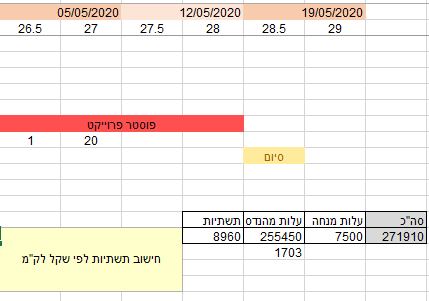 05/05/2020 12/05/2020 19/05/2020
26.5 27 27.5 28 28.5 29
פוסטר פרוייקט
1 20
סיום
תשתיות עלות מהנדס עלות מנחה סה"כ
8960 255450 7500 271910
1703
חישוב תשתיות לפי שקל לק"מ